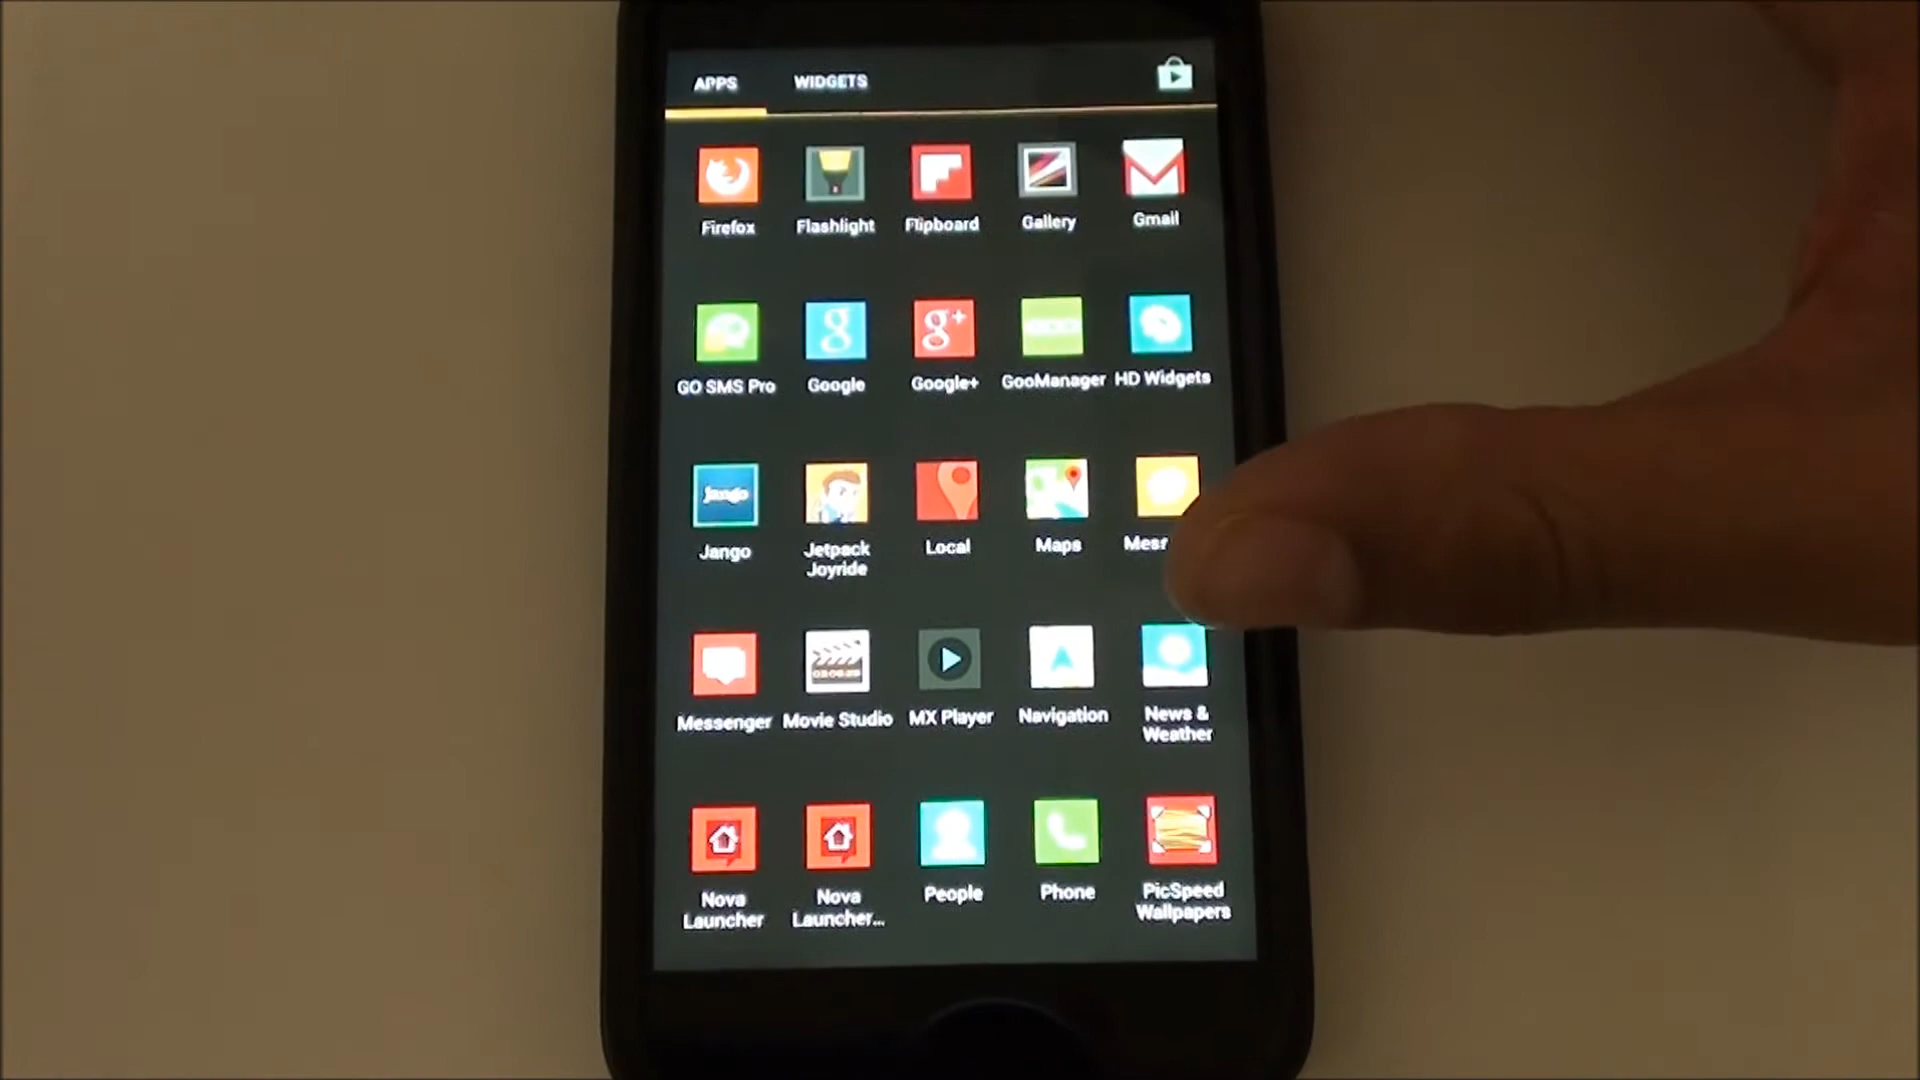 APPS WIDGETS
Firefox Flashlight Flipboard Gallery Gmail
g g+
GO SMS Pro Google Google+ GooManager HD Widgets
jango
Jango Jetpack Joyride Local Maps
Messenger Movie Studio MX Player Navigation News & Weather
Nova Launcher Nova Launcher... People Phone PicSpeed Wallpapers